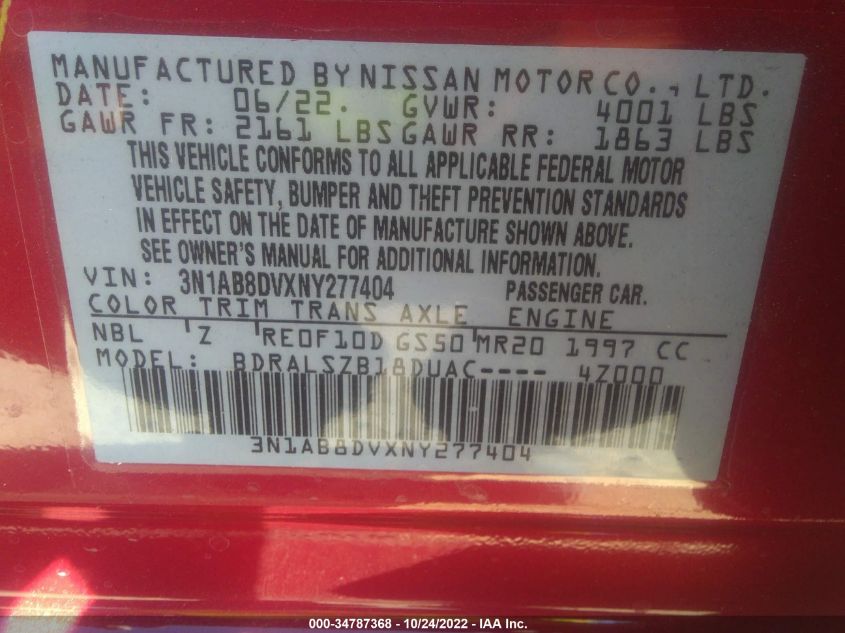 MANUFACTURED BY NISSAN MOTOR CO., LTD.
DATE: 06/22. GVWR: 4001 LBS
GAWR FR: 2161 LBS GAWR RR: 1863 LBS
THIS VEHICLE CONFORMS TO ALL APPLICABLE FEDERAL MOTOR
VEHICLE SAFETY, BUMPER AND THEFT PREVENTION STANDARDS
IN EFFECT ON THE DATE OF MANUFACTURE SHOWN ABOVE.
SEE OWNER'S MANUAL FOR ADDITIONAL INFORMATION.
VIN: 3N1AB8DVXNY277404 PASSENGER CAR.
COLOR TRIM TRANS AXLE ENGINE
NBL 'Z 'RE0F10D GS50'MR20 1997 CC
MODEL: BDRALSZB18DUAC---- 4Z000
3N1AB8DVXNY277404
000-34787368 - 10/24/2022 - IAA Inc.